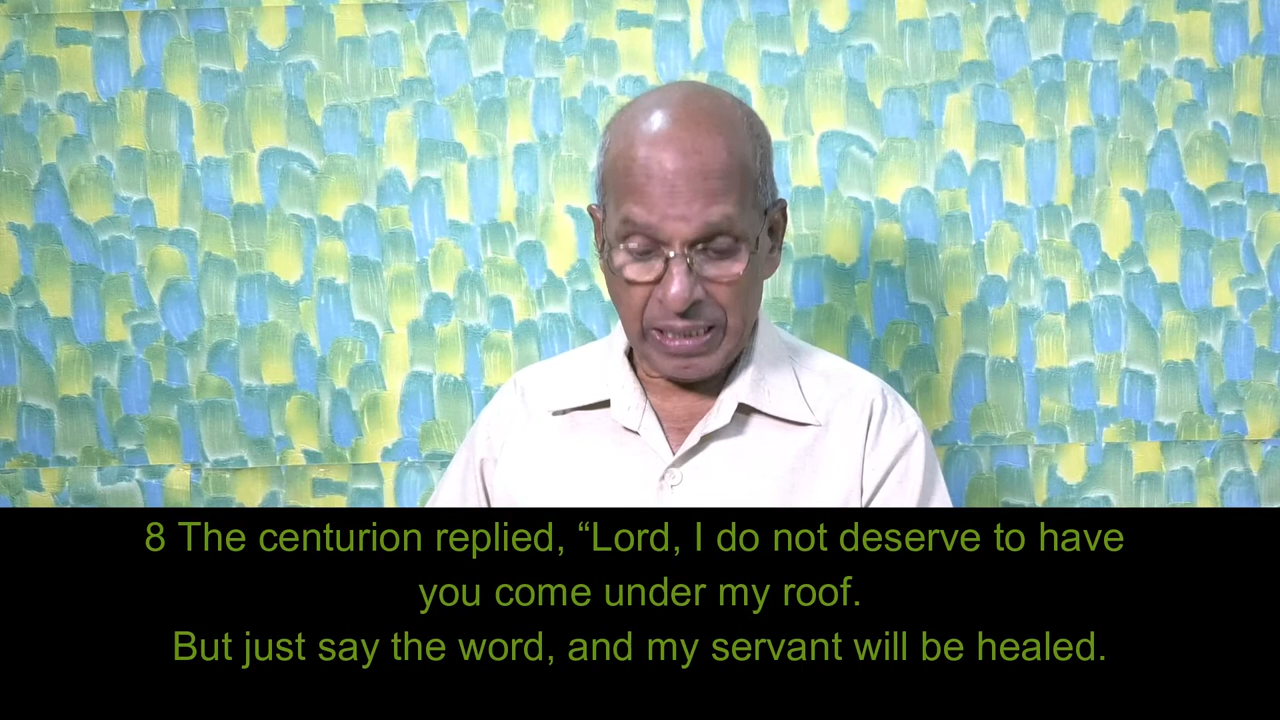 8 The centurion replied, “Lord, I do not deserve to have
you come under my roof.
But just say the word, and my servant will be healed.